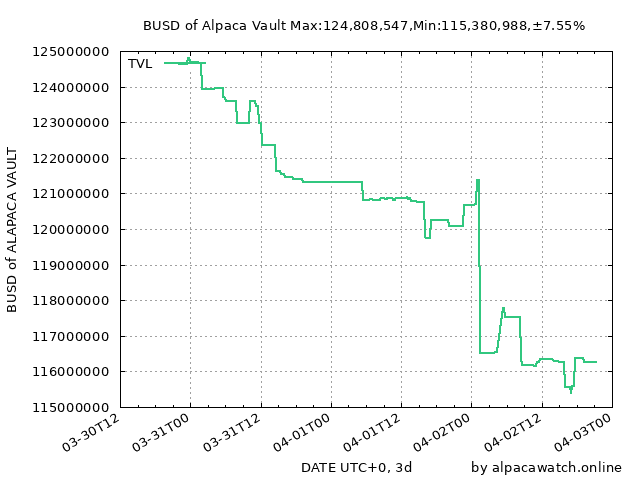 BUSD of Alpaca Vault Max:124,808,547,Min:115,380,988,±7.55%
125000000
TVL
124000000
123000000
122000000
121000000
120000000
119000000
118000000
117000000
116000000
115000000
BUSD of ALAPACA VAULT
03-30T12
03-31T00
03-31T12
04-01T00
04-01T12
04-02T00
04-02T12
04-03T00
DATE UTC+0, 3d
by alpacawatch.online